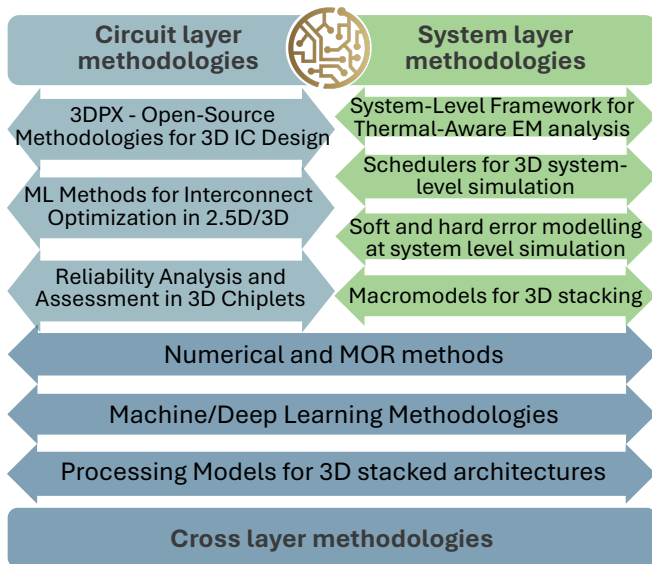 Circuit layer
methodologies
System layer
methodologies
3DPX - Open-Source
Methodologies for 3D IC Design
ML Methods for Interconnect
Optimization in 2.5D/3D
Reliability Analysis and
Assessment in 3D Chiplets
System-Level Framework for
Thermal-Aware EM analysis
Schedulers for 3D system-
level simulation
Soft and hard error modelling
at system level simulation
Macromodels for 3D stacking
Numerical and MOR methods
Machine/Deep Learning Methodologies
Processing Models for 3D stacked architectures
Cross layer methodologies